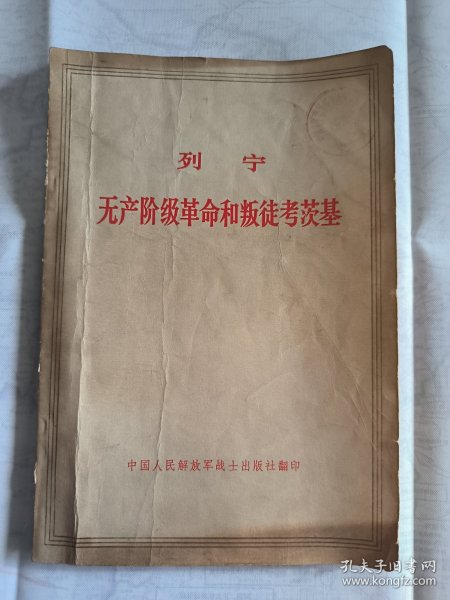 列 宁
无产阶级革命和叛徒考茨基
中国人民解放军战士出版社翻印
孔夫子旧书网
www.kongfz.com